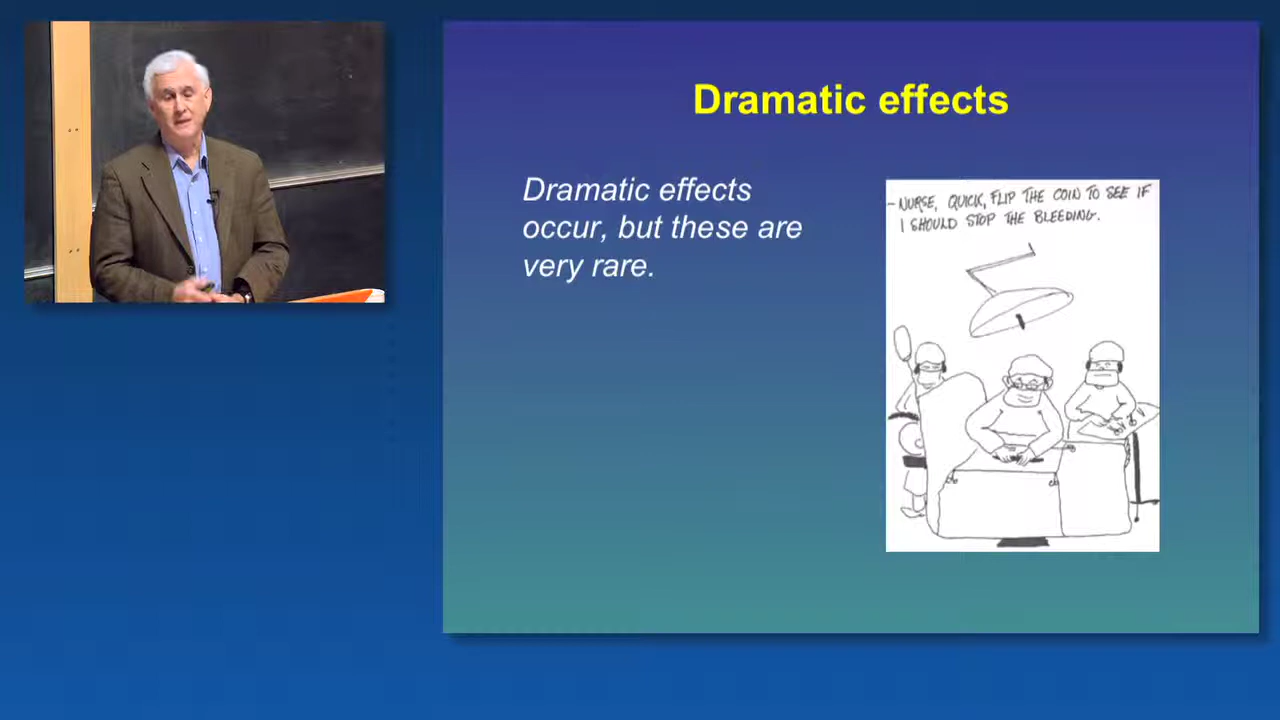 Dramatic effects
Dramatic effects
occur, but these are
very rare.
- NURSE, QUICK, FLIP THE COIN TO SEE IF
I SHOULD STOP THE BLEEDING.